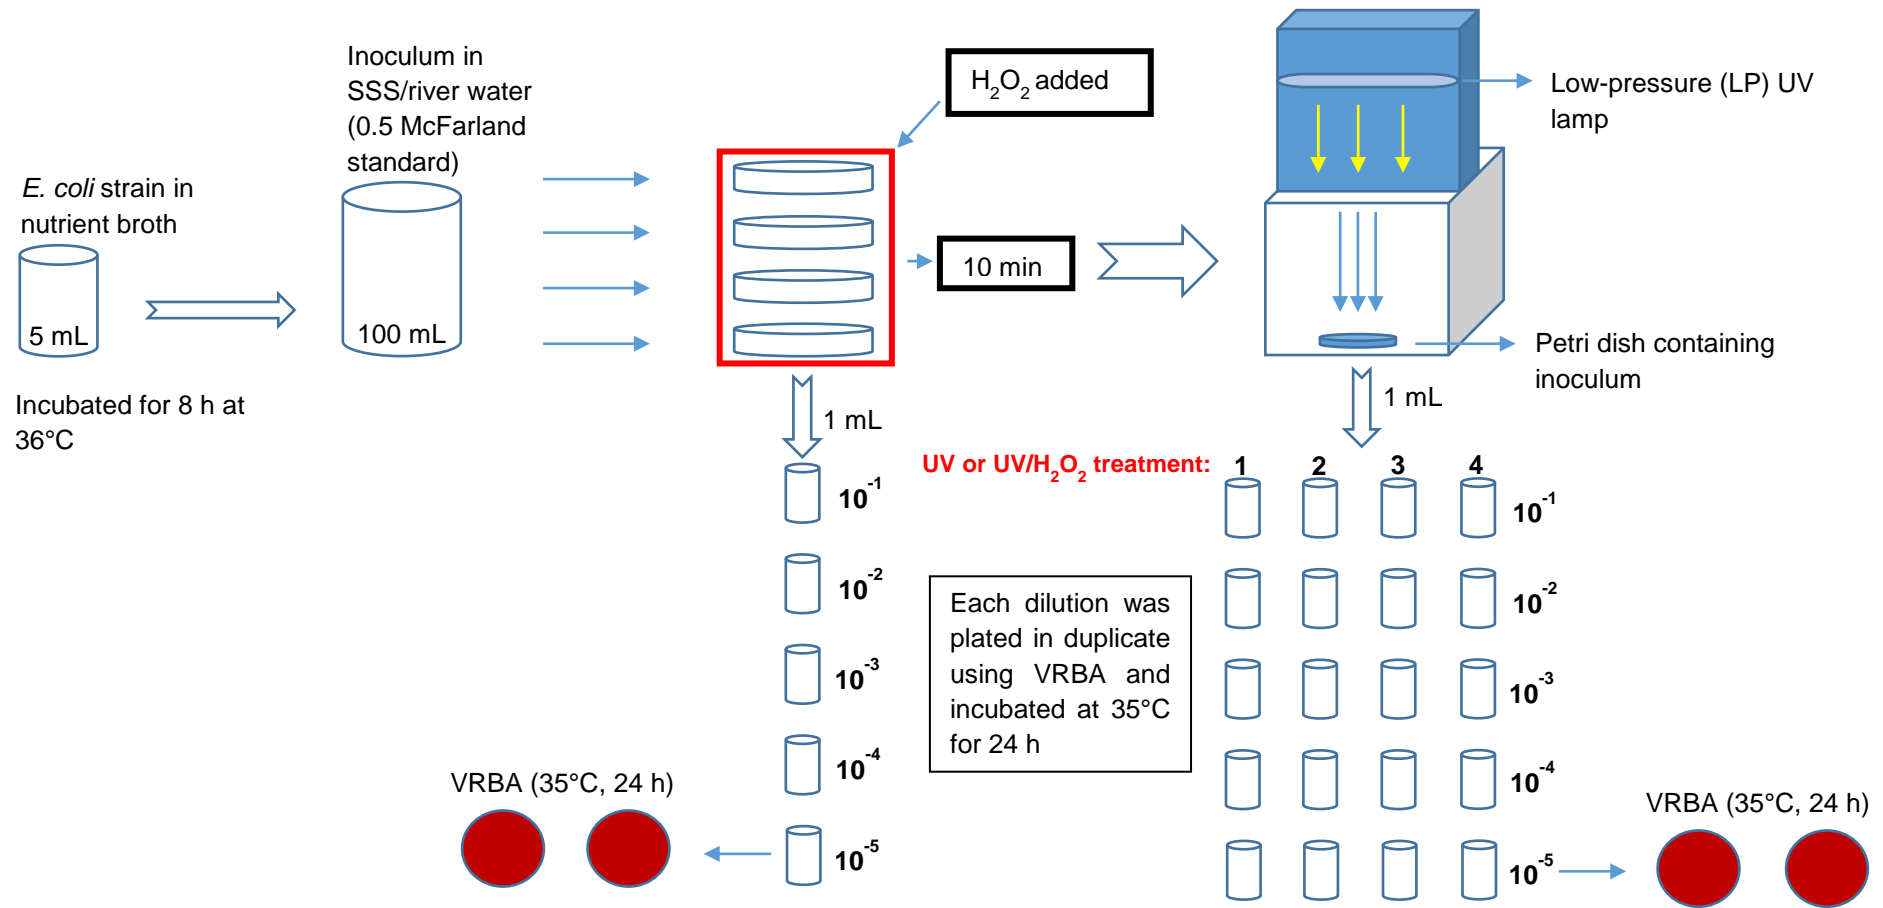 E. coli strain in
nutrient broth
5 mL
Incubated for 8 h at
36°C
Inoculum in
SSS/river water
(0.5 McFarland
standard)
100 mL
H2O2 added
10 min
Low-pressure (LP) UV
lamp
Petri dish containing
inoculum
1 mL
10-1
10-2
10-3
10-4
10-5
VRBA (35°C, 24 h)
Each dilution was
plated in duplicate
using VRBA and
incubated at 35°C
for 24 h
1 mL
UV or UV/H2O2 treatment: 1 2 3 4
10-1
10-2
10-3
10-4
10-5
VRBA (35°C, 24 h)